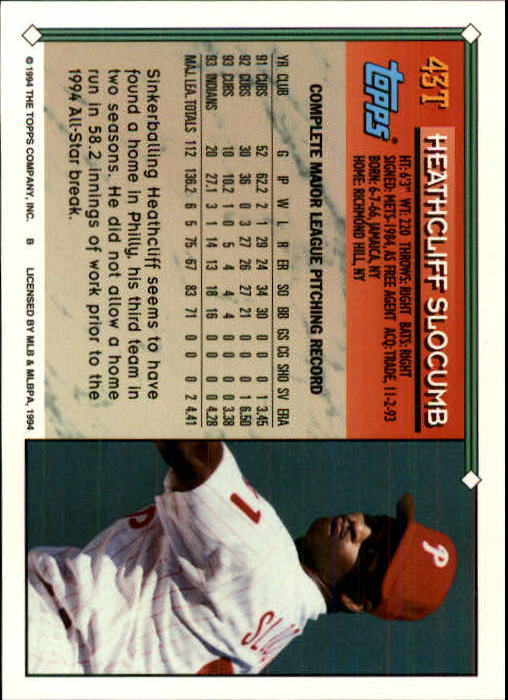 43T HEATHCLIFF SLOCUMB
TOPPS®
HT: 6'3" WT: 220 THROWS: RIGHT BATS: RIGHT
SIGNED: METS-1984, AS FREE AGENT ACQ: TRADE, 11-2-93
BORN: 6-7-66, JAMAICA, NY
HOME: RICHMOND HILL, NY
COMPLETE MAJOR LEAGUE PITCHING RECORD
YR CLUB G IP W L R ER SO BB GS CG SHO SV ERA
91 CUBS 52 62.2 2 1 29 24 34 30 0 0 0 1 3.45
92 CUBS 30 36 0 3 27 26 27 21 0 0 0 1 6.50
93 CUBS 10 10.2 1 0 5 4 4 4 0 0 0 0 3.38
93 INDIANS 20 27.1 3 1 14 13 18 16 0 0 0 0 4.28
MAJ. LEA. TOTALS 112 136.2 6 5 75 67 83 71 0 0 0 2 4.41
Sinkerballing Heathcliff seems to have
found a home in Philly, his third team in
two seasons. He did not allow a home
run in 58.2 innings of work prior to the
1994 All-Star break.
© 1994 THE TOPPS COMPANY, INC. B LICENSED BY MLB & MLBPA, 1994
P